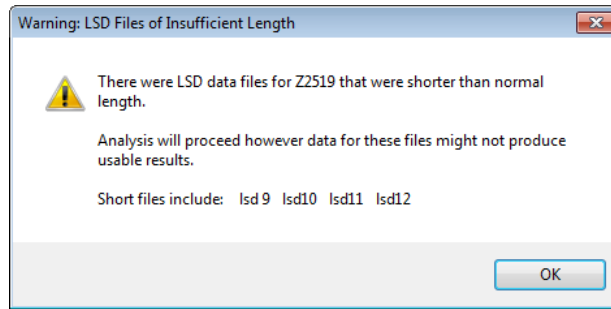 Warning: LSD Files of Insufficient Length
There were LSD data files for Z2519 that were shorter than normal
length.
Analysis will proceed however data for these files might not produce
usable results.
Short files include: lsd 9 lsd10 lsd11 lsd12
OK